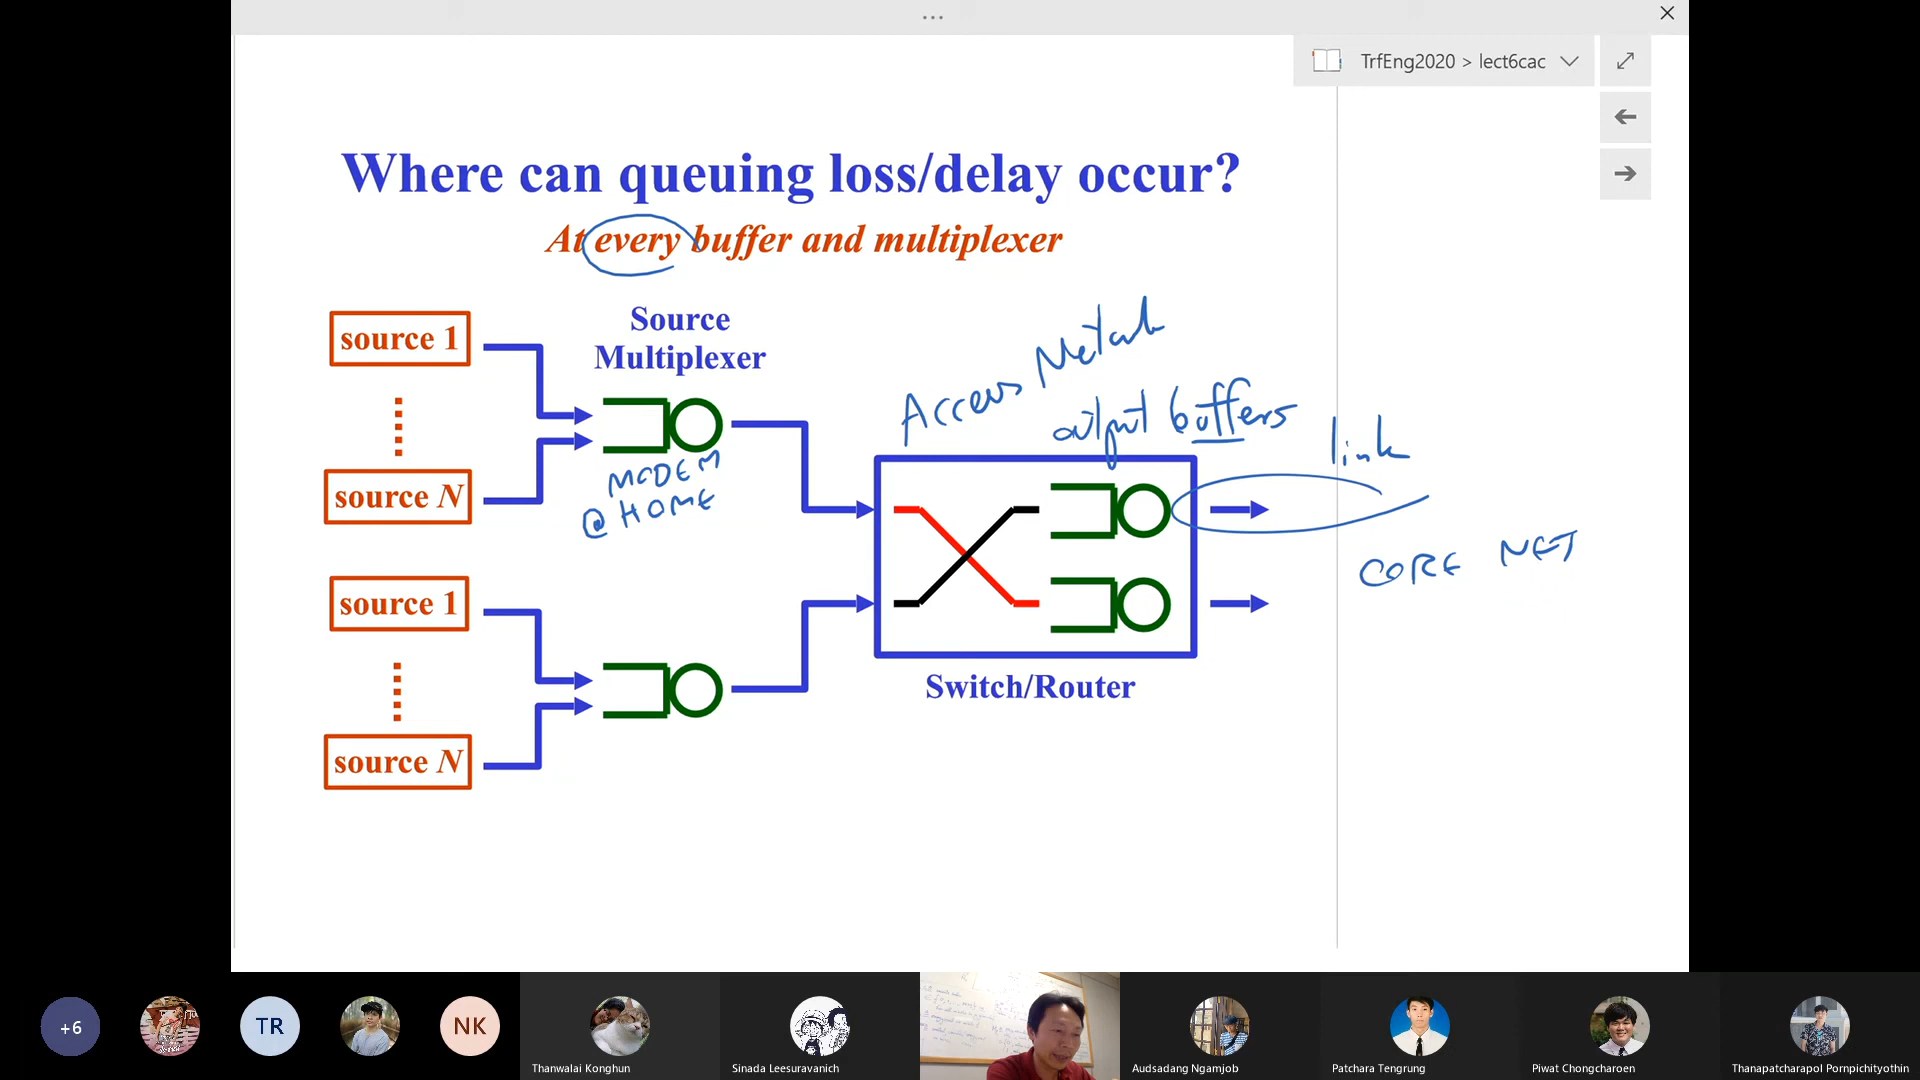 TrfEng2020 > lect6cac
Where can queuing loss/delay occur?
At every buffer and multiplexer
Source
Multiplexer
source 1
source N
MODEM
@ HOME
Access Network
output buffers
link
CORE NET
source 1
source N
Switch/Router
+6
TR
NK
Thanwalai Konghun
Sinada Leesuravanich
Audsadang Ngamjob
Patchara Tengrung
Piwat Chongcharoen
Thanapatcharapol Pornpichityothin